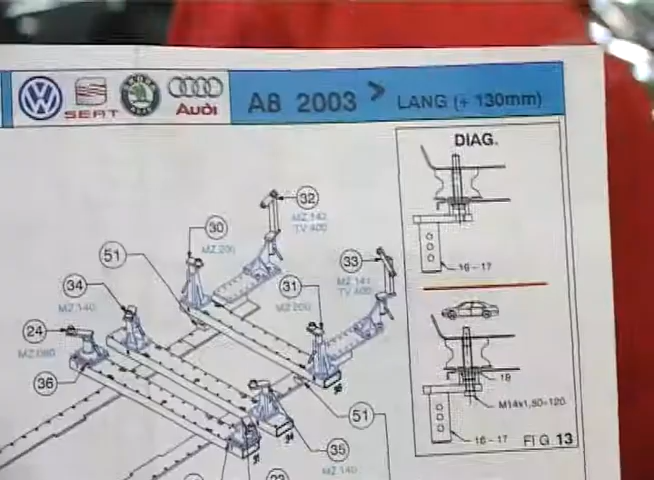 SEAT
SKODA
Audi
A8 2003 > LANG (+ 130mm)
DIAG.
16-17
19
M14x1,50-120
16-17
FIG 13
32
MZ.142
TV 400
30
MZ.200
51
33
MZ.141
TV 400
34
MZ.140
31
MZ.200
24
MZ.080
36
51
35
MZ.140